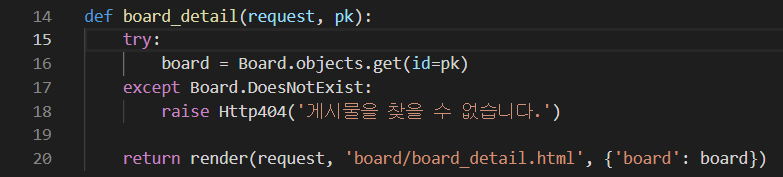 14 def board_detail(request, pk):
15     try:
16         board = Board.objects.get(id=pk)
17     except Board.DoesNotExist:
18         raise Http404('게시물을 찾을 수 없습니다.')
19
20     return render(request, 'board/board_detail.html', {'board': board})